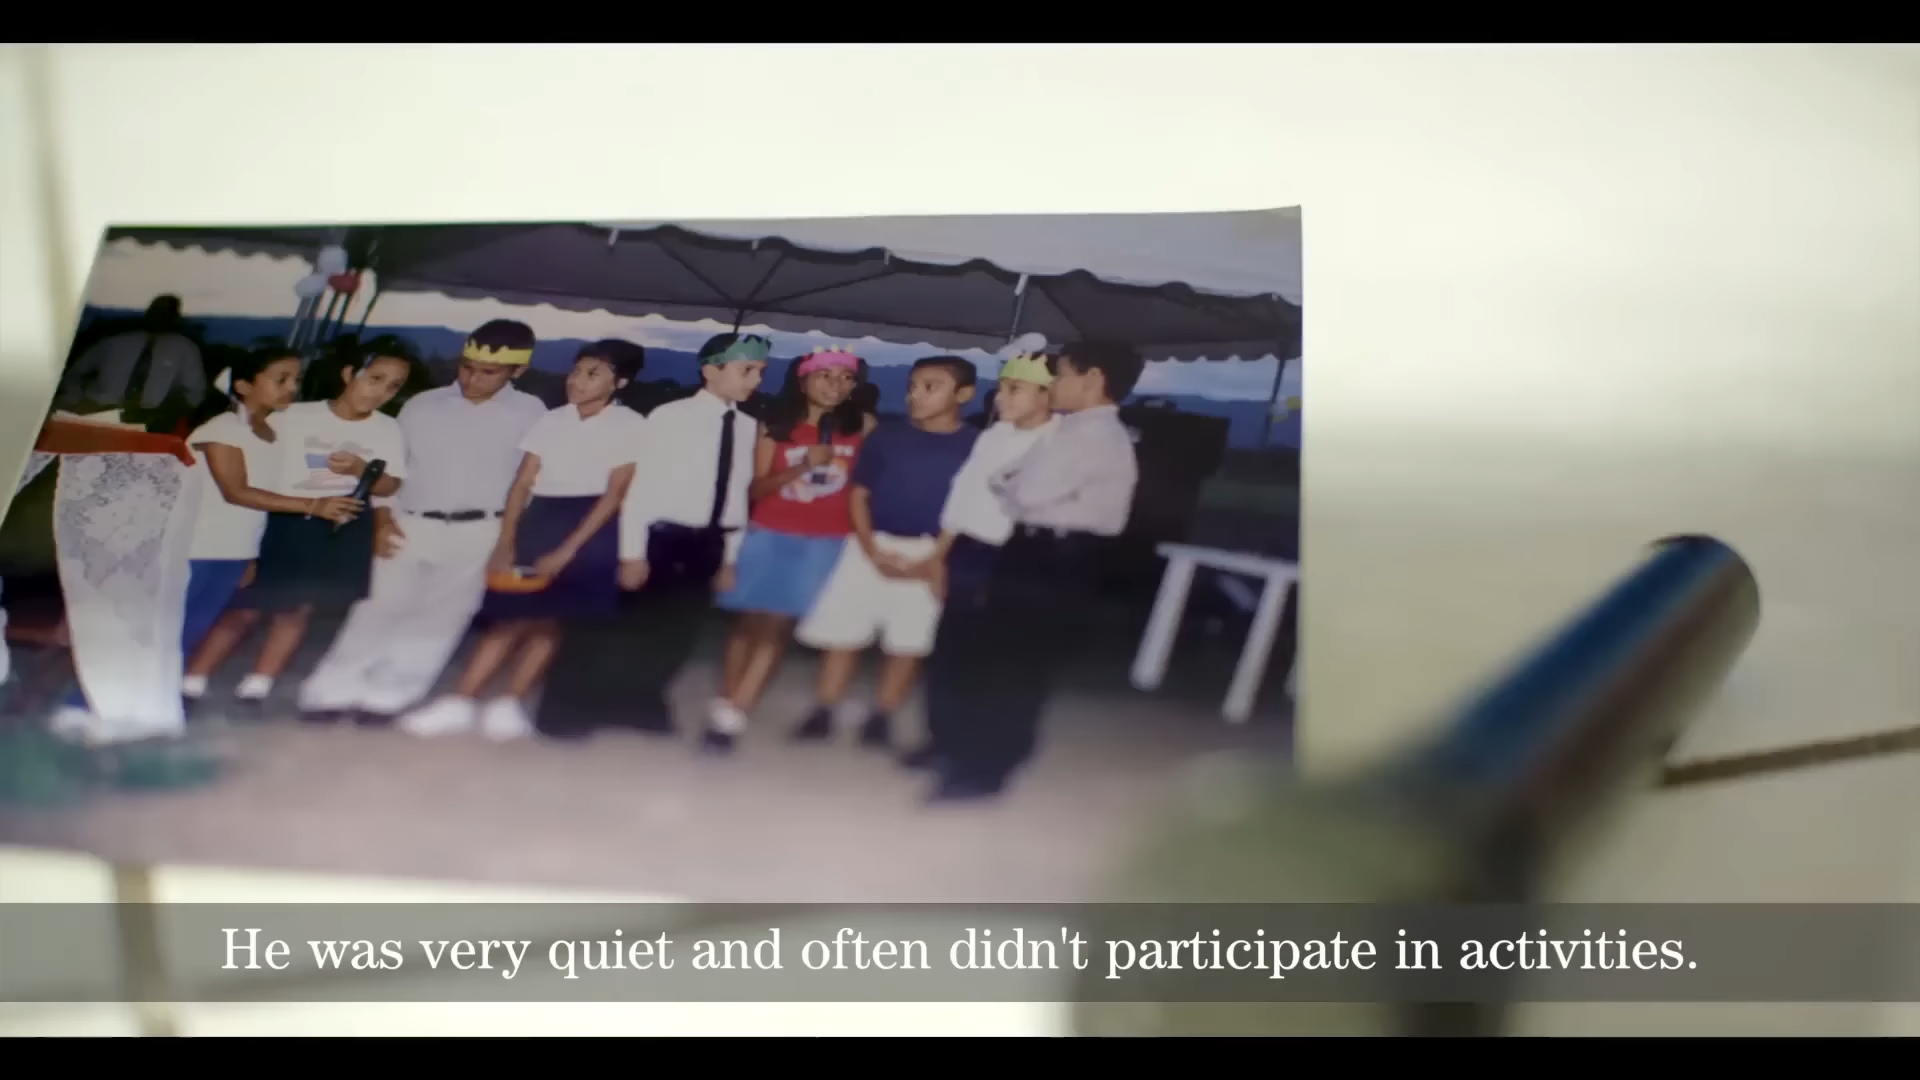 He was very quiet and often didn't participate in activities.